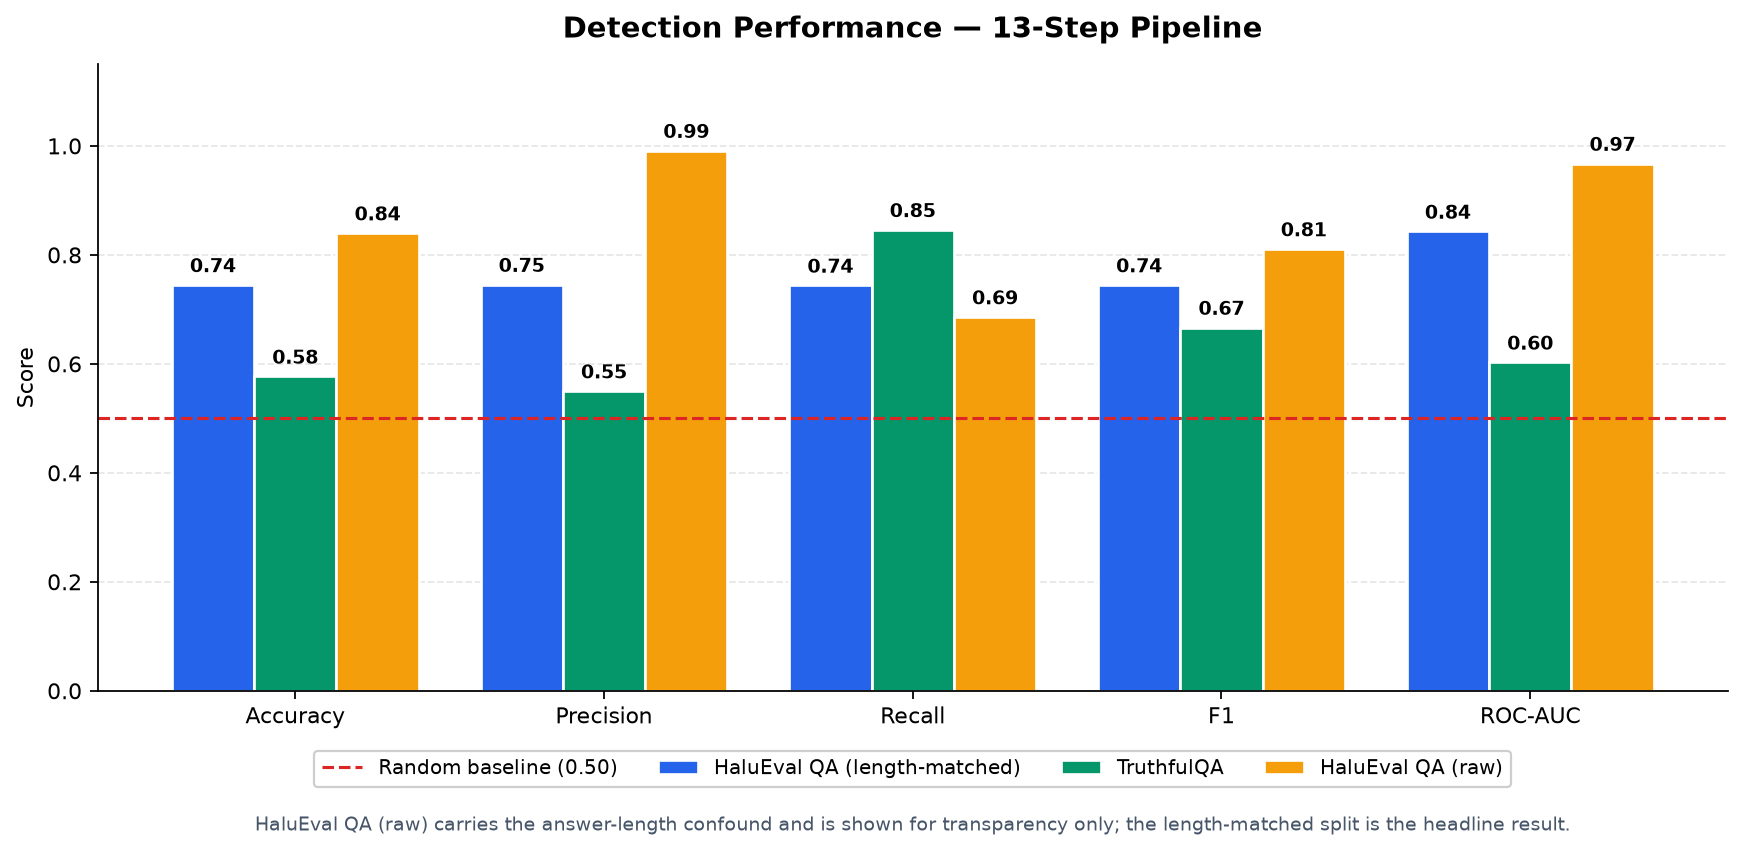 Detection Performance — 13-Step Pipeline
Score
1.0
0.8
0.6
0.4
0.2
0.0
0.74 0.58 0.84
0.75 0.55 0.99
0.74 0.85 0.69
0.74 0.67 0.81
0.84 0.60 0.97
Accuracy Precision Recall F1 ROC-AUC
Random baseline (0.50) HaluEval QA (length-matched) TruthfulQA HaluEval QA (raw)
HaluEval QA (raw) carries the answer-length confound and is shown for transparency only; the length-matched split is the headline result.